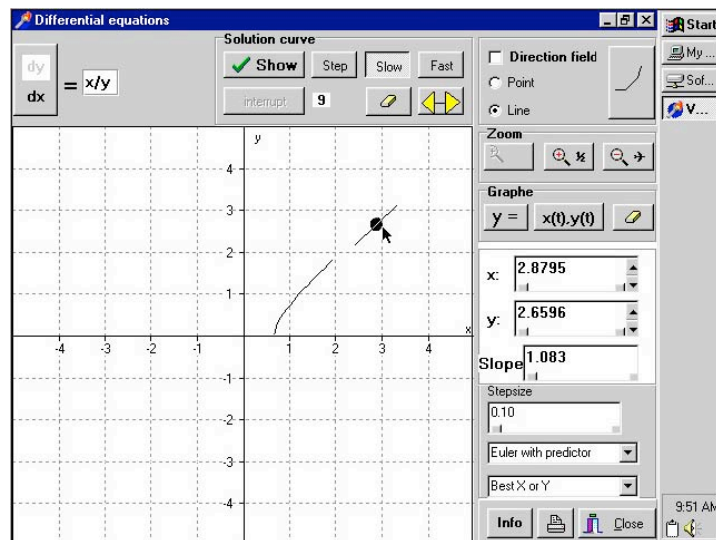 Differential equations
Start
My ...
Sof...
V...
dy
dx
= x/y
Solution curve
Show
Step
Slow
Fast
interrupt
9
Direction field
Point
Line
Zoom
½
Graphe
y =
x(t),y(t)
x: 2.8795
y: 2.6596
Slope 1.083
Stepsize
0.10
Euler with predictor
Best X or Y
Info
Close
9:51 AM
y
4
3
2
1
x
-4 -3 -2 -1 1 2 3 4
-1
-2
-3
-4